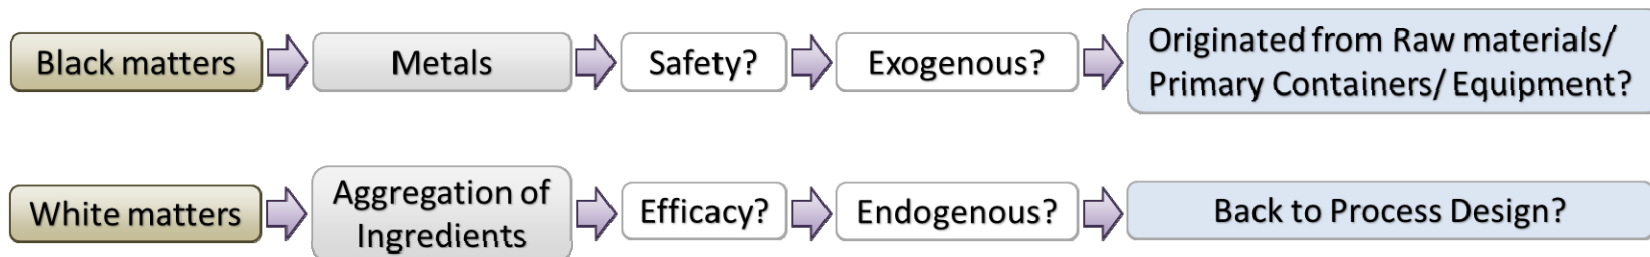 Black matters
Metals
Safety?
Exogenous?
Originated from Raw materials/
Primary Containers/ Equipment?
White matters
Aggregation of
Ingredients
Efficacy?
Endogenous?
Back to Process Design?